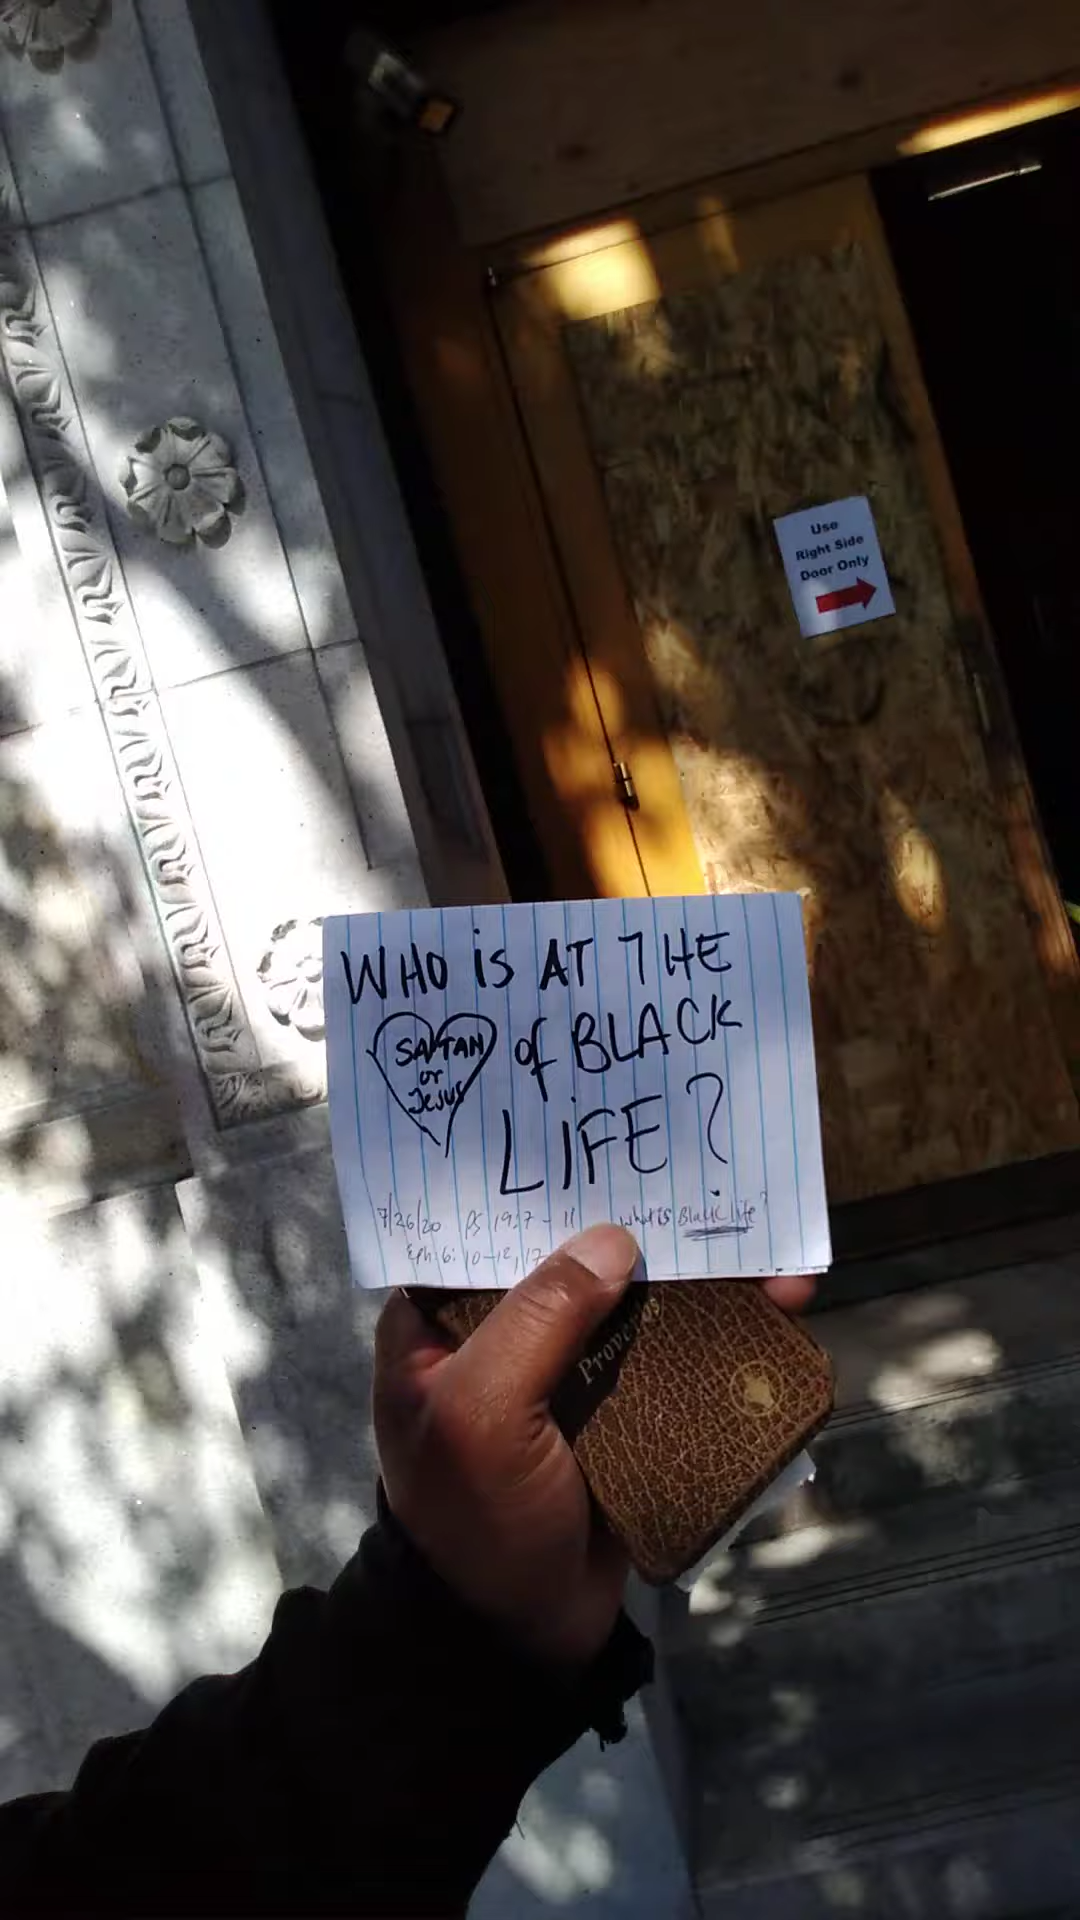 Use
Right Side
Door Only
WHO is AT THE
SATAN
or
Jesus
of BLACK
LIFE?
7/26/20 PS 19:7-11 what is Black life?
Eph: 6: 10-12, 17
Proverbs